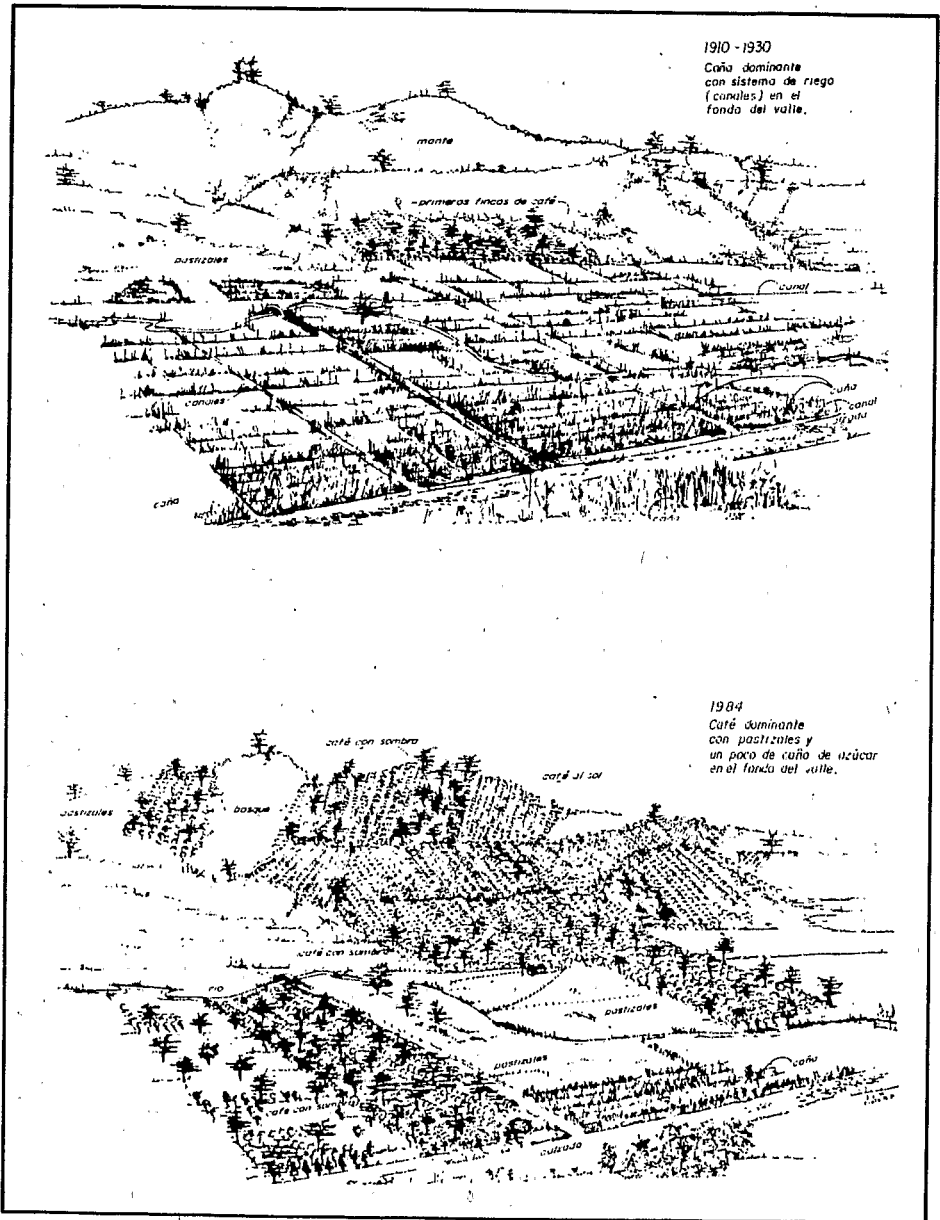 1910 - 1930
Caña dominante
con sistema de riego
(canales) en el
fondo del valle.
monte
primeras fincas de café
pastizales
canal
canales
caña
canal
caña
caña
1984
Café dominante
con pastizales y
un poco de caña de azúcar
en el fondo del valle.
café con sombra
café al sol
pastizales
bosque
café con sombra
río
pastizales
pastizales
caña
café con sombra
calzada